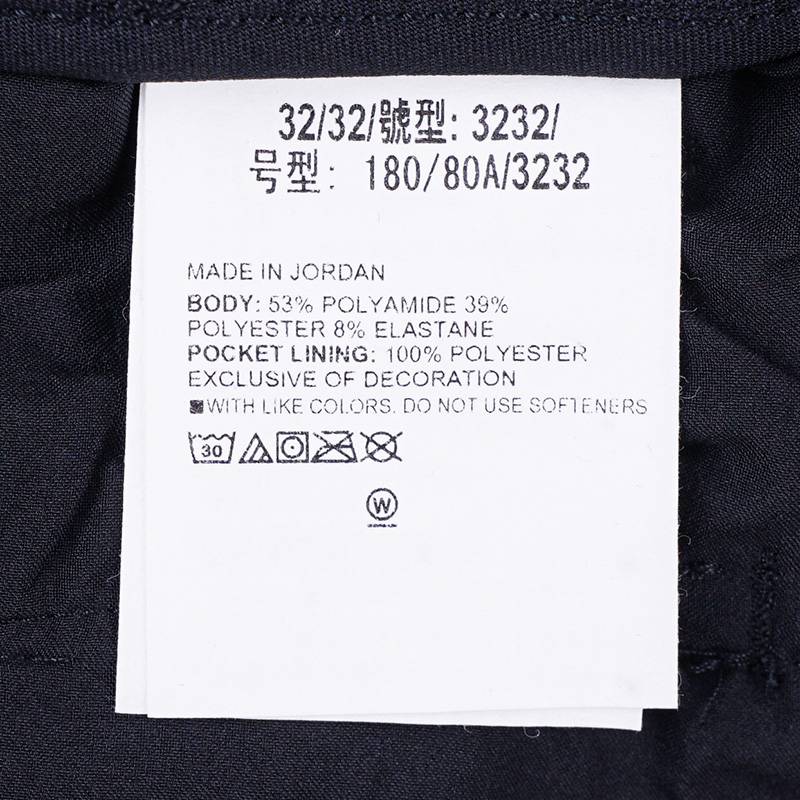 32/32/號型: 3232/
号型: 180/80A/3232
MADE IN JORDAN
BODY: 53% POLYAMIDE 39%
POLYESTER 8% ELASTANE
POCKET LINING: 100% POLYESTER
EXCLUSIVE OF DECORATION
WITH LIKE COLORS. DO NOT USE SOFTENERS
30
W